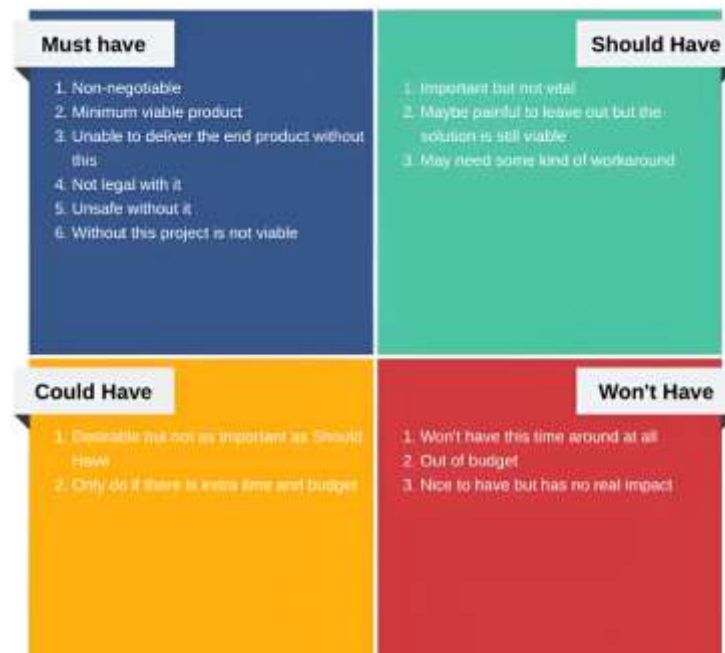 Must have
1. Non-negotiable
2. Minimum viable product
3. Unable to deliver the end product without
this
4. Not legal with it
5. Unsafe without it
6. Without this project is not viable
Should Have
1. Important but not vital
2. Maybe painful to leave out but the
solution is still viable
3. May need some kind of workaround
Could Have
1. Desirable but not as important as Should
Have
2. Only do if there is extra time and budget
Won't Have
1. Won't have this time around at all
2. Out of budget
3. Nice to have but has no real impact